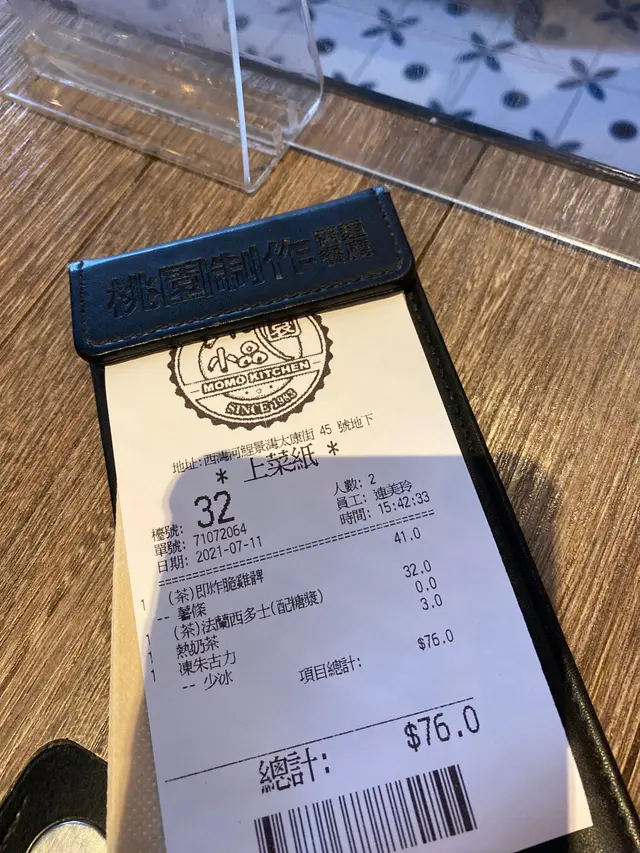 桃園制作
小品
MOMO KITCHEN
SINCE 1983
地址:西灣河鯉景灣太康街 45 號地下
* 上菜紙 *
檯號: 32 人數: 2
單號: 71072064 員工: 連美玲
日期: 2021-07-11 時間: 15:42:33
1 (茶)即炸脆雞髀 41.0
-- 薯條
1 (茶)法蘭西多士(配糖漿) 32.0
1 熱奶茶 0.0
1 凍朱古力 3.0
-- 少冰
項目總計: $76.0
總計: $76.0